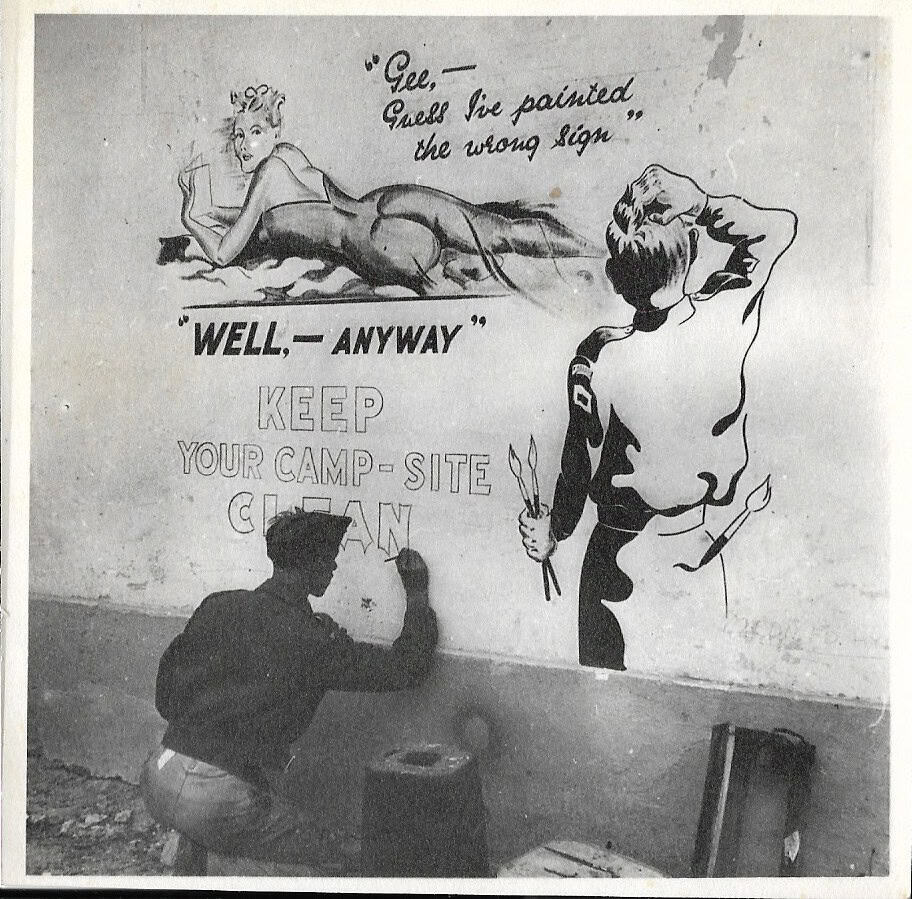 "Gee,—
Guess I've painted
the wrong sign"
"WELL,— ANYWAY"
KEEP
YOUR CAMP-SITE
CLEAN